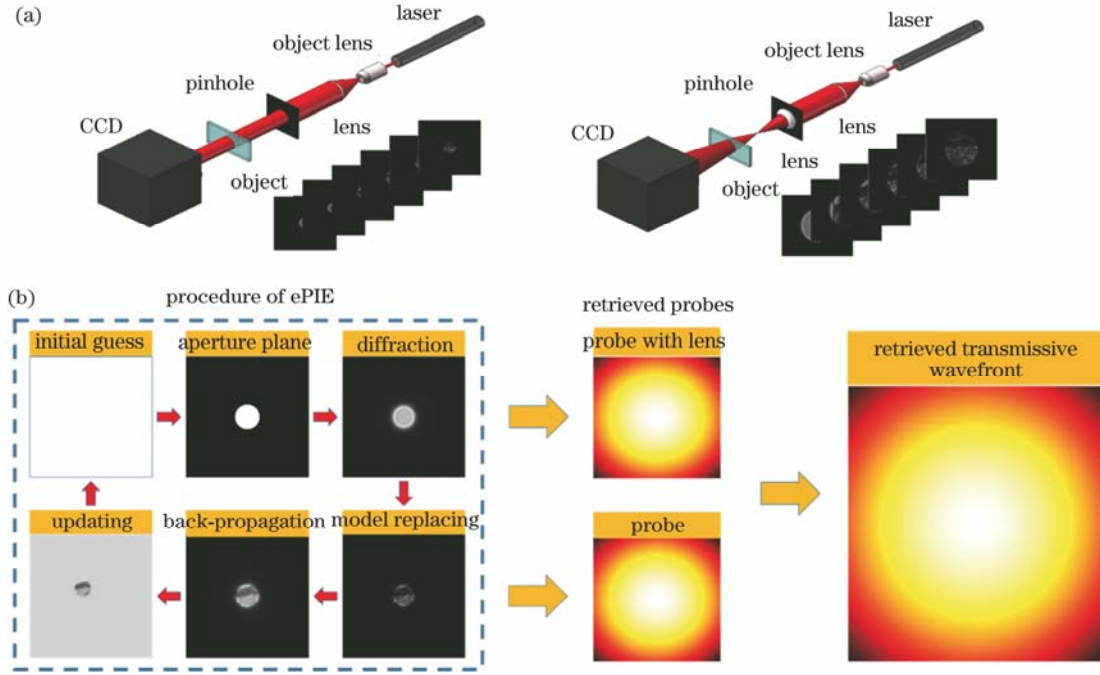 (a)
laser
object lens
pinhole
CCD
lens
object
laser
object lens
pinhole
CCD
lens
lens
object
(b)
procedure of ePIE
retrieved probes
initial guess
aperture plane
diffraction
probe with lens
retrieved transmissive
wavefront
updating
back-propagation
model replacing
probe